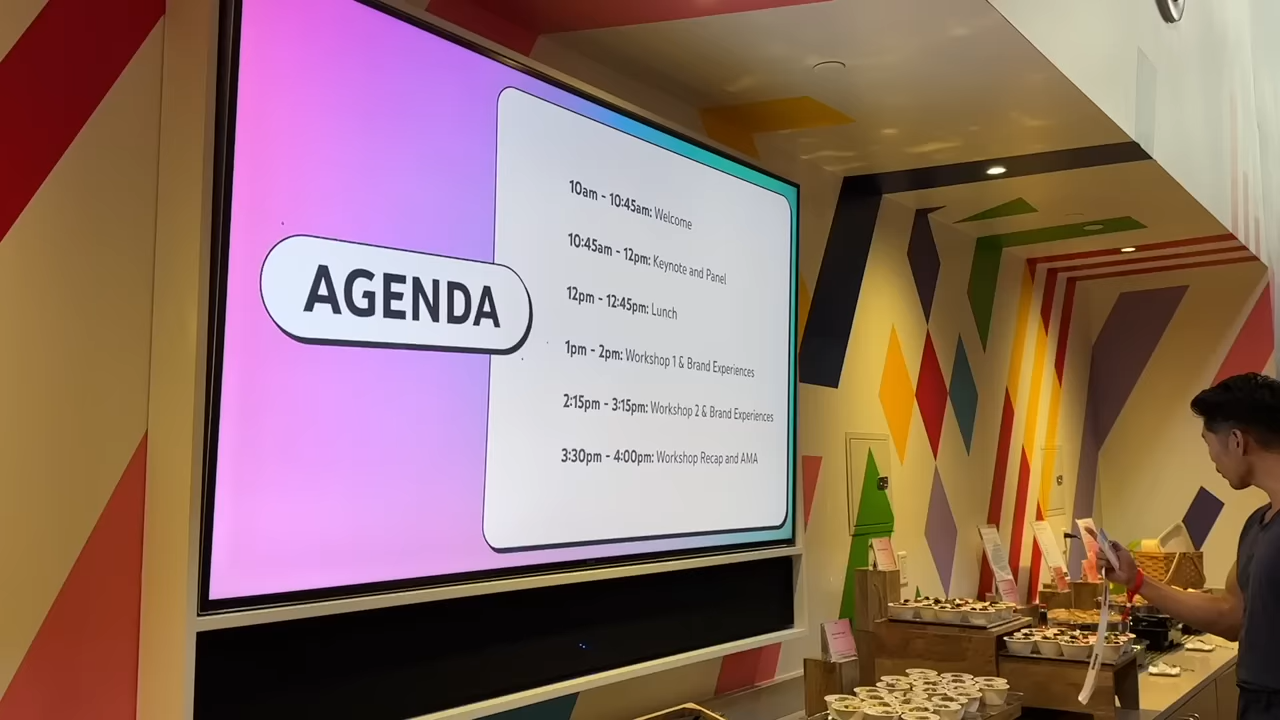 AGENDA
10am - 10:45am: Welcome
10:45am - 12pm: Keynote and Panel
12pm - 12:45pm: Lunch
1pm - 2pm: Workshop 1 & Brand Experiences
2:15pm - 3:15pm: Workshop 2 & Brand Experiences
3:30pm - 4:00pm: Workshop Recap and AMA